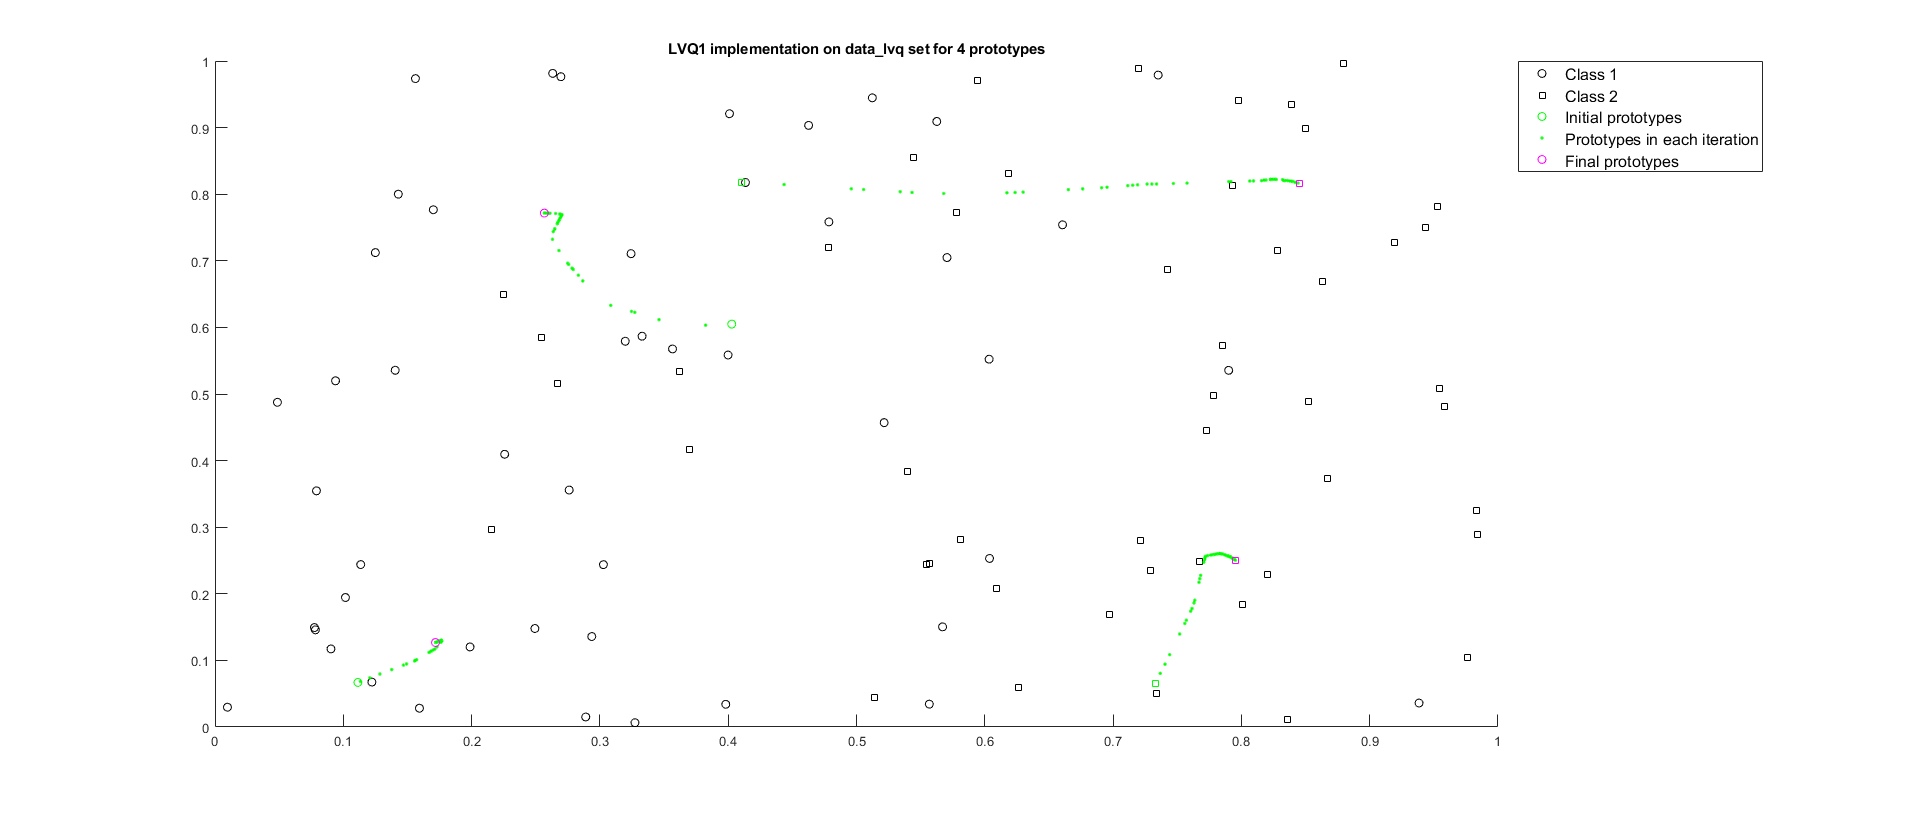 LVQ1 implementation on data_lvq set for 4 prototypes
1
0.9
0.8
0.7
0.6
0.5
0.4
0.3
0.2
0.1
0
0 0.1 0.2 0.3 0.4 0.5 0.6 0.7 0.8 0.9 1
Class 1
Class 2
Initial prototypes
Prototypes in each iteration
Final prototypes